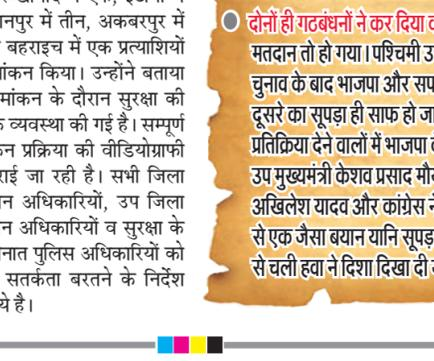 नपुर में तीन, अकबरपुर में
बहराइच में एक प्रत्याशियों
मांकन किया। उन्होंने बताया
मांकन के दौरान सुरक्षा की
व्यवस्था की गई है। सम्पूर्ण
न प्रक्रिया की वीडियोग्राफी
राई जा रही है। सभी जिला
न अधिकारियों, उप जिला
न अधिकारियों व सुरक्षा के
नात पुलिस अधिकारियों को
सतर्कता बरतने के निर्देश
ये है।
दोनों ही गठबंधनों ने कर दिया
मतदान तो हो गया। पश्चिमी उ
चुनाव के बाद भाजपा और सप
दूसरे का सूपड़ा ही साफ हो जा
प्रतिक्रिया देने वालों में भाजपा
उप मुख्यमंत्री केशव प्रसाद मौ
अखिलेश यादव और कांग्रेस ने
से एक जैसा बयान यानि सूपड़
से चली हवा ने दिशा दिखा दी